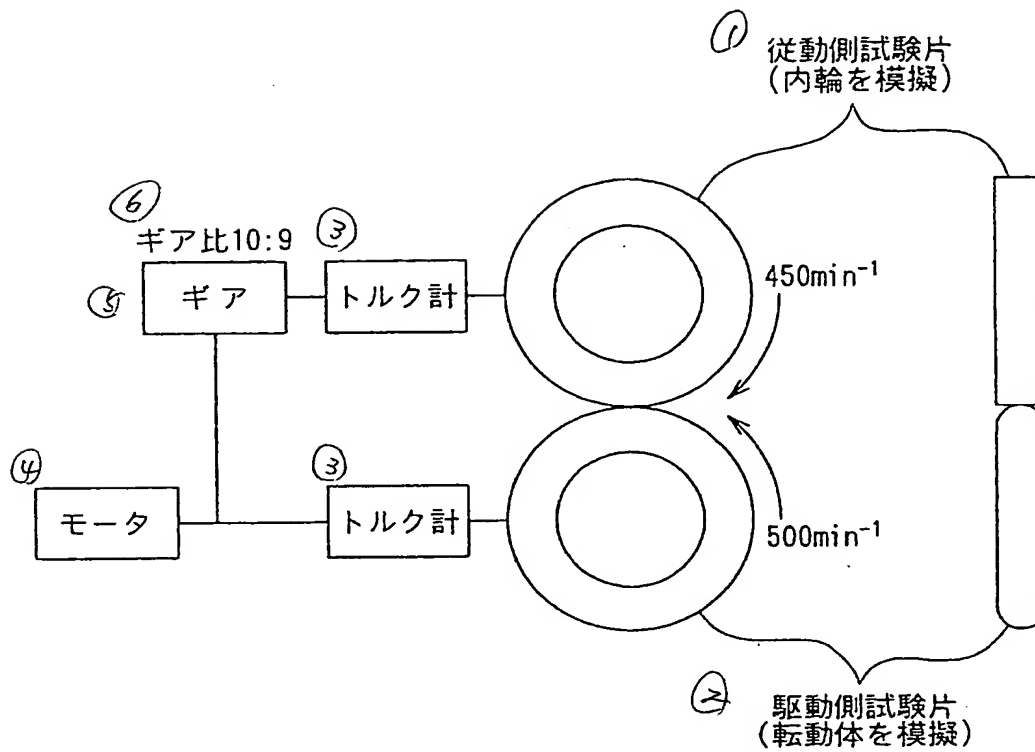 ①
従動側試験片
(内輪を模擬)
⑥
ギア比10:9
③
⑤
ギア
トルク計
450min⁻¹
④
③
モータ
トルク計
500min⁻¹
②
駆動側試験片
(転動体を模擬)